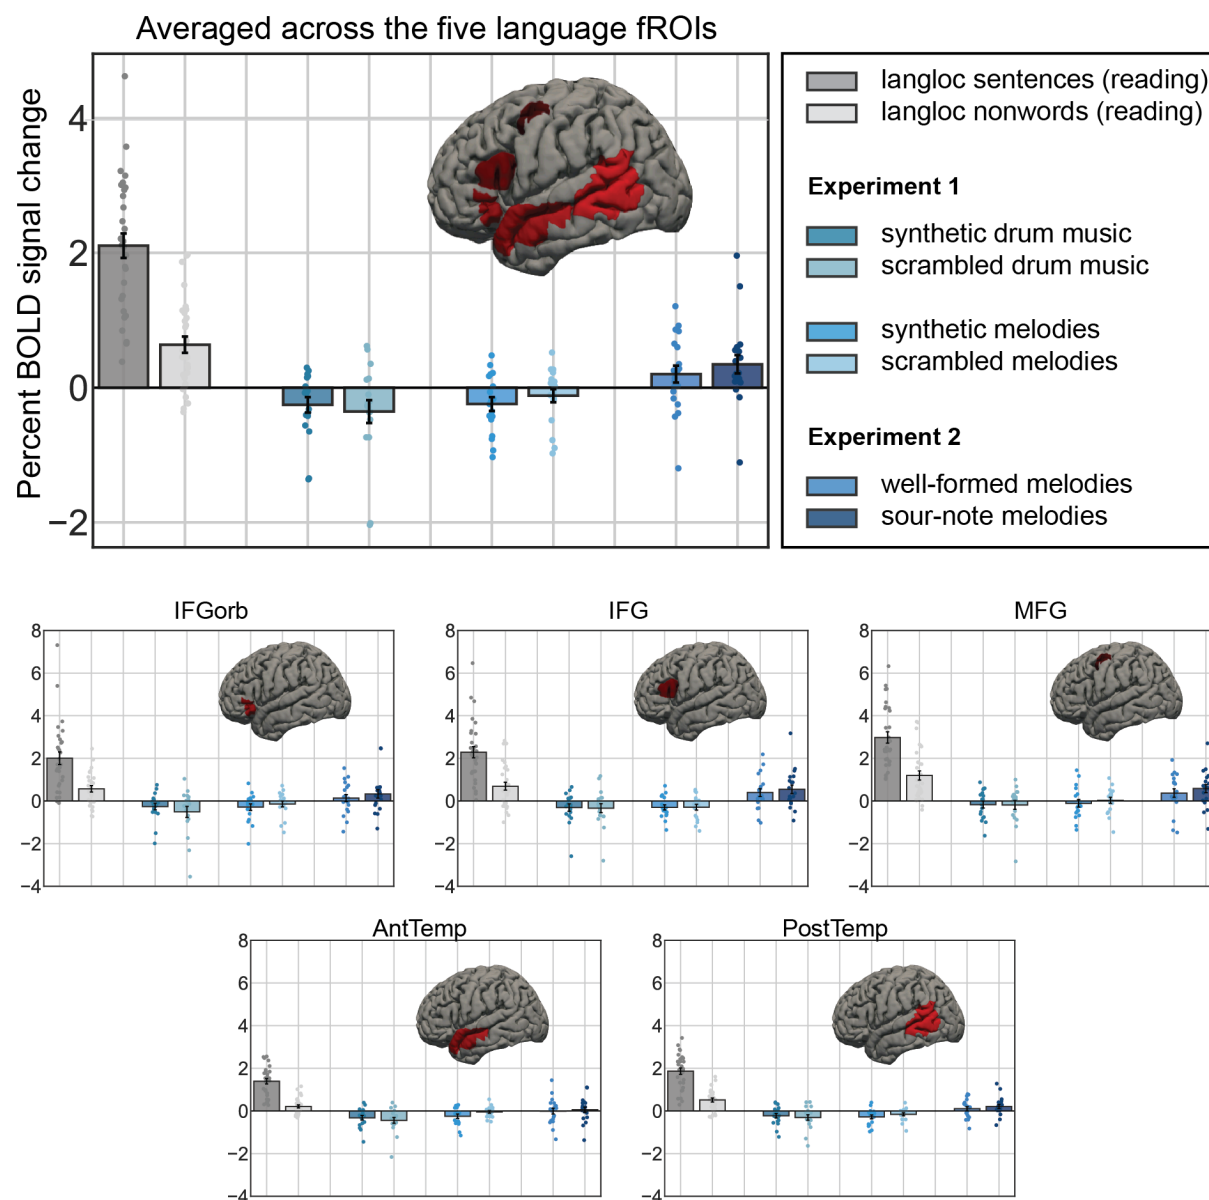 Averaged across the five language fROIs
Percent BOLD signal change
4
2
0
−2
langloc sentences (reading)
langloc nonwords (reading)
Experiment 1
synthetic drum music
scrambled drum music
synthetic melodies
scrambled melodies
Experiment 2
well-formed melodies
sour-note melodies
IFGorb
8
6
4
2
0
−2
−4
IFG
8
6
4
2
0
−2
−4
MFG
8
6
4
2
0
−2
−4
AntTemp
8
6
4
2
0
−2
−4
PostTemp
8
6
4
2
0
−2
−4